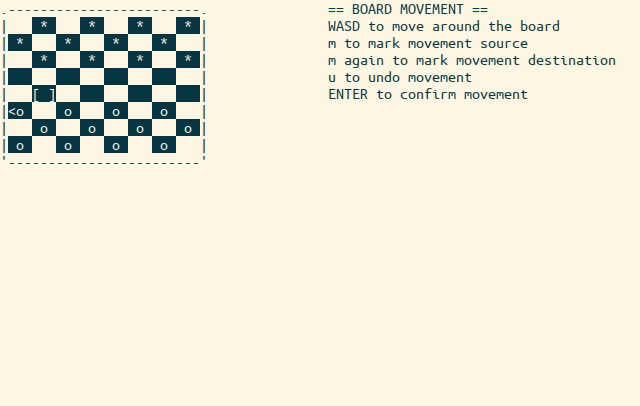 * * * *
* * * *
* * * *
[ ]
<o o o o
o o o o
o o o o
== BOARD MOVEMENT ==
WASD to move around the board
m to mark movement source
m again to mark movement destination
u to undo movement
ENTER to confirm movement